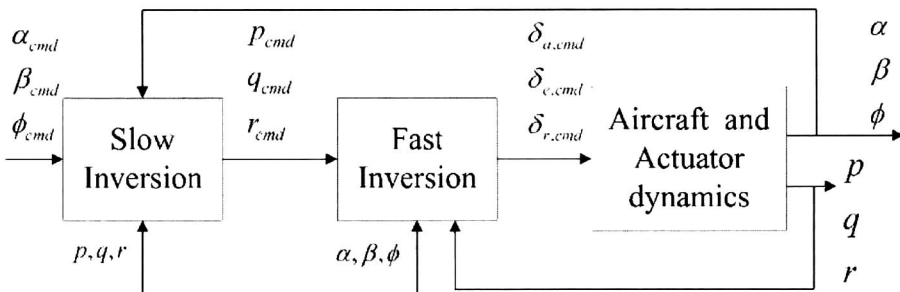 α_cmd
β_cmd
ϕ_cmd
Slow
Inversion
p, q, r
p_cmd
q_cmd
r_cmd
Fast
Inversion
α, β, ϕ
δ_a,cmd
δ_e,cmd
δ_r,cmd
Aircraft and
Actuator
dynamics
α
β
ϕ
p
q
r